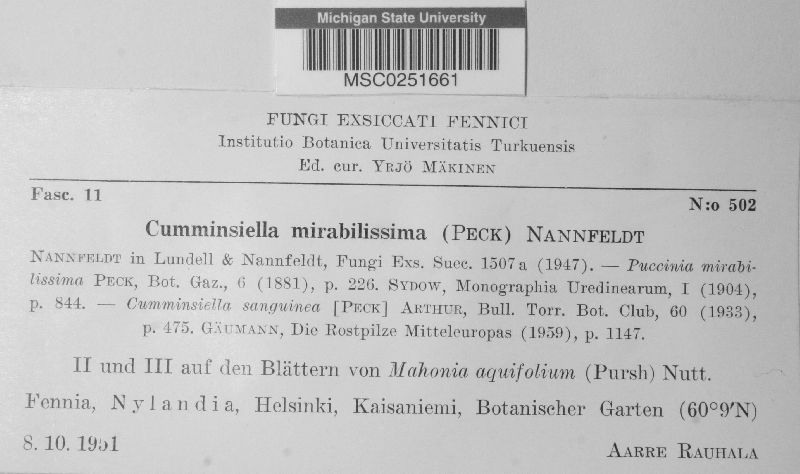 Michigan State University
MSC0251661
FUNGI EXSICCATI FENNICI
Institutio Botanica Universitatis Turkuensis
Ed. cur. YRJÖ MÄKINEN
Fasc. 11
N:o 502
Cumminsiella mirabilissima (PECK) NANNFELDT
NANNFELDT in Lundell & Nannfeldt, Fungi Exs. Suec. 1507a (1947). — Puccinia mirabi-
lissima PECK, Bot. Gaz., 6 (1881), p. 226. SYDOW, Monographia Uredinearum, I (1904),
p. 844. — Cumminsiella sanguinea [PECK] ARTHUR, Bull. Torr. Bot. Club, 60 (1933),
p. 475. GÄUMANN, Die Rostpilze Mitteleuropas (1959), p. 1147.
II und III auf den Blättern von Mahonia aquifolium (Pursh) Nutt.
Fennia, Nylandia, Helsinki, Kaisaniemi, Botanischer Garten (60°9′N)
8. 10. 1951
AARRE RAUHALA